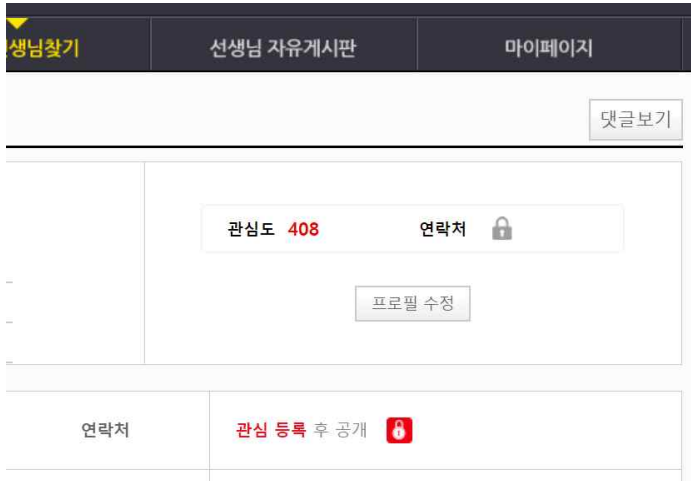 생님찾기 선생님 자유게시판 마이페이지
댓글보기
관심도 408 연락처
프로필 수정
연락처 관심 등록 후 공개